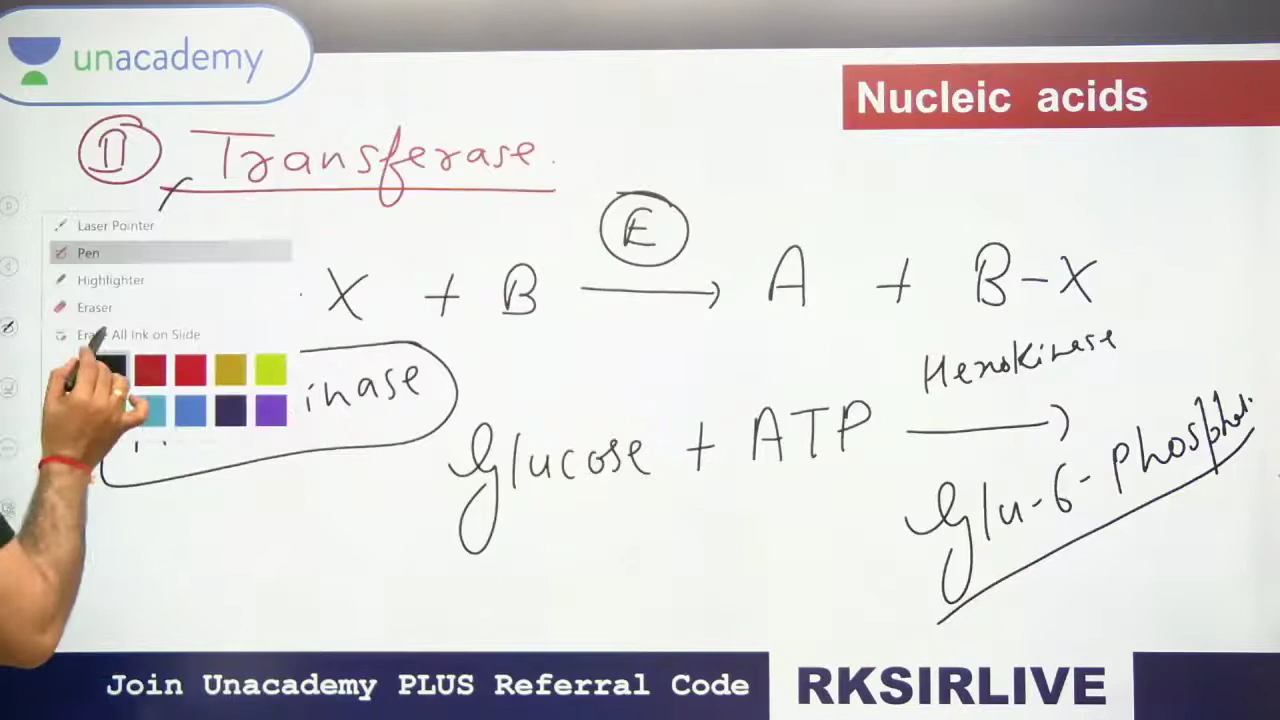 unacademy
Nucleic acids
II Transferase.
Laser Pointer
Pen
Highlighter
Eraser
All Ink on Slide
E
X + B → A + B-X
inase
Hexokinase
Glucose + ATP →
Glu-6-Phosph
Join Unacademy PLUS Referral Code
RKSIRLIVE